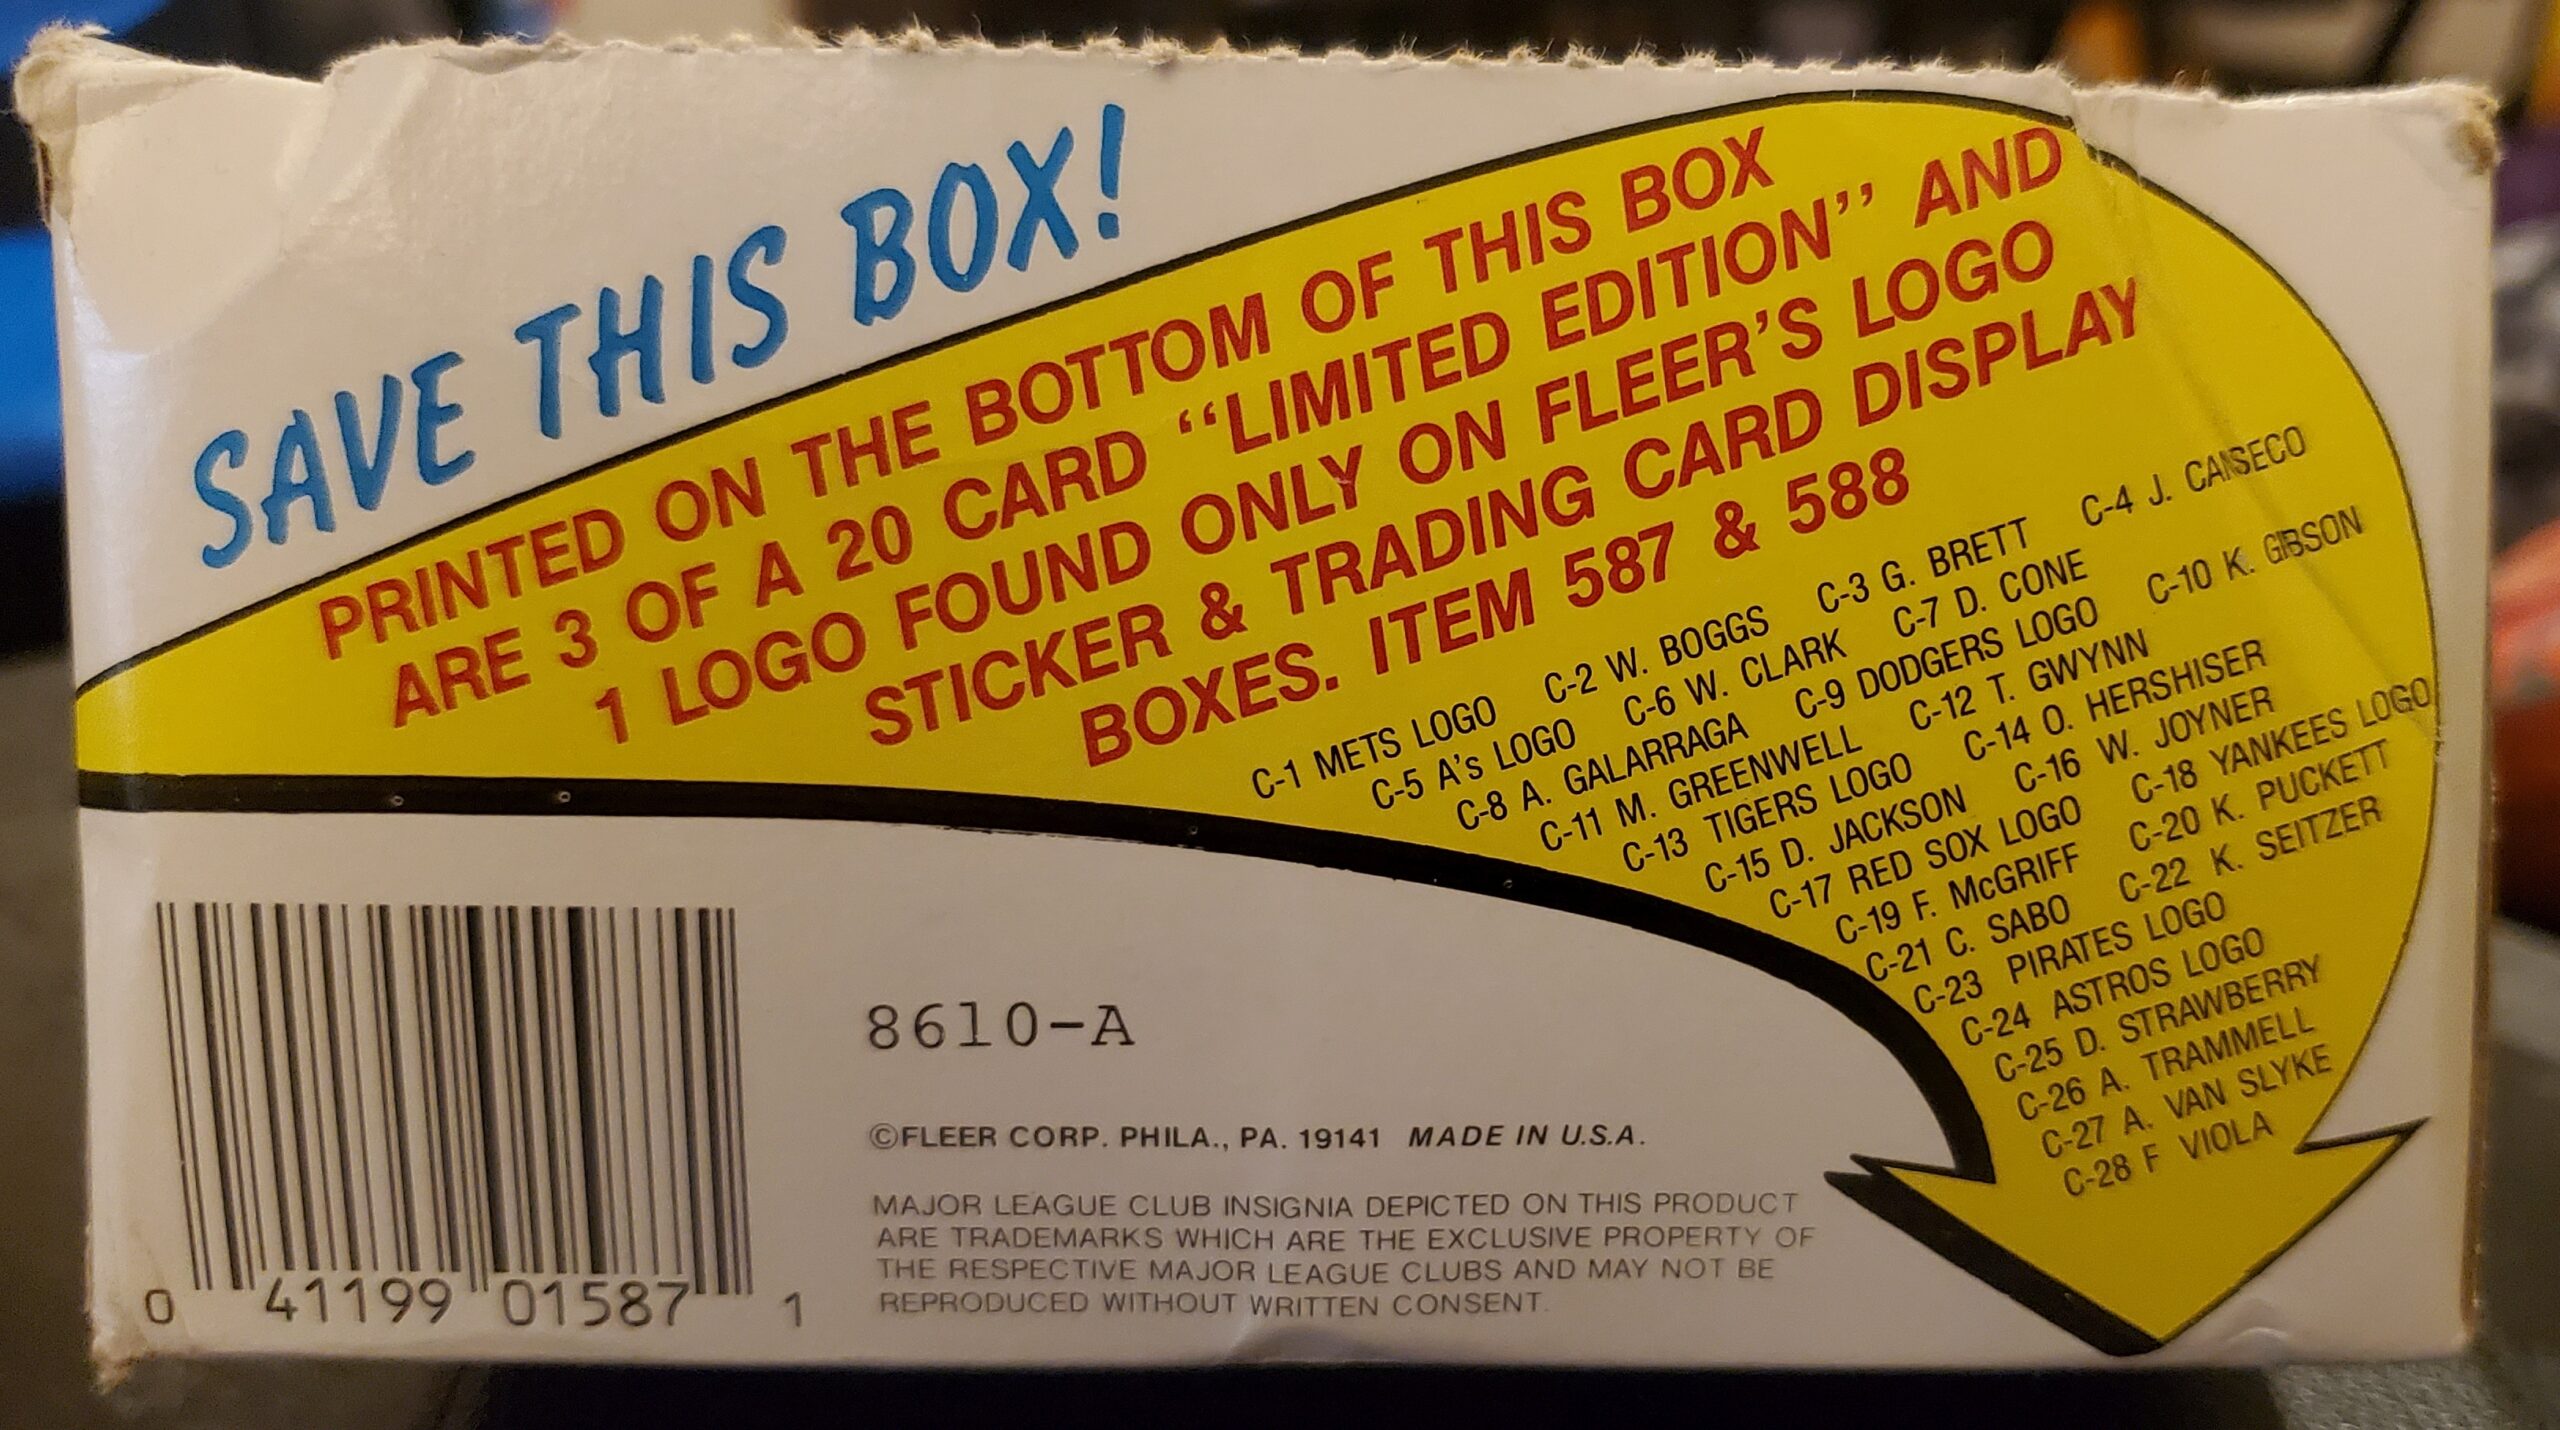 SAVE THIS BOX!
PRINTED ON THE BOTTOM OF THIS BOX
ARE 3 OF A 20 CARD “LIMITED EDITION” AND
1 LOGO FOUND ONLY ON FLEER'S LOGO
STICKER & TRADING CARD DISPLAY
BOXES. ITEM 587 & 588
C-1 METS LOGO C-2 W. BOGGS C-3 G. BRETT C-4 J. CANSECO
C-5 A's LOGO C-6 W. CLARK C-7 D. CONE
C-8 A. GALARRAGA C-9 DODGERS LOGO C-10 K. GIBSON
C-11 M. GREENWELL C-12 T. GWYNN
C-13 TIGERS LOGO C-14 O. HERSHISER
C-15 D. JACKSON C-16 W. JOYNER
C-17 RED SOX LOGO C-18 YANKEES LOGO
C-19 F. McGRIFF C-20 K. PUCKETT
C-21 C. SABO C-22 K. SEITZER
C-23 PIRATES LOGO
C-24 ASTROS LOGO
C-25 D. STRAWBERRY
C-26 A. TRAMMELL
C-27 A. VAN SLYKE
C-28 F VIOLA
8610-A
©FLEER CORP. PHILA., PA. 19141 MADE IN U.S.A.
MAJOR LEAGUE CLUB INSIGNIA DEPICTED ON THIS PRODUCT
ARE TRADEMARKS WHICH ARE THE EXCLUSIVE PROPERTY OF
THE RESPECTIVE MAJOR LEAGUE CLUBS AND MAY NOT BE
REPRODUCED WITHOUT WRITTEN CONSENT.
0 41199 01587 1